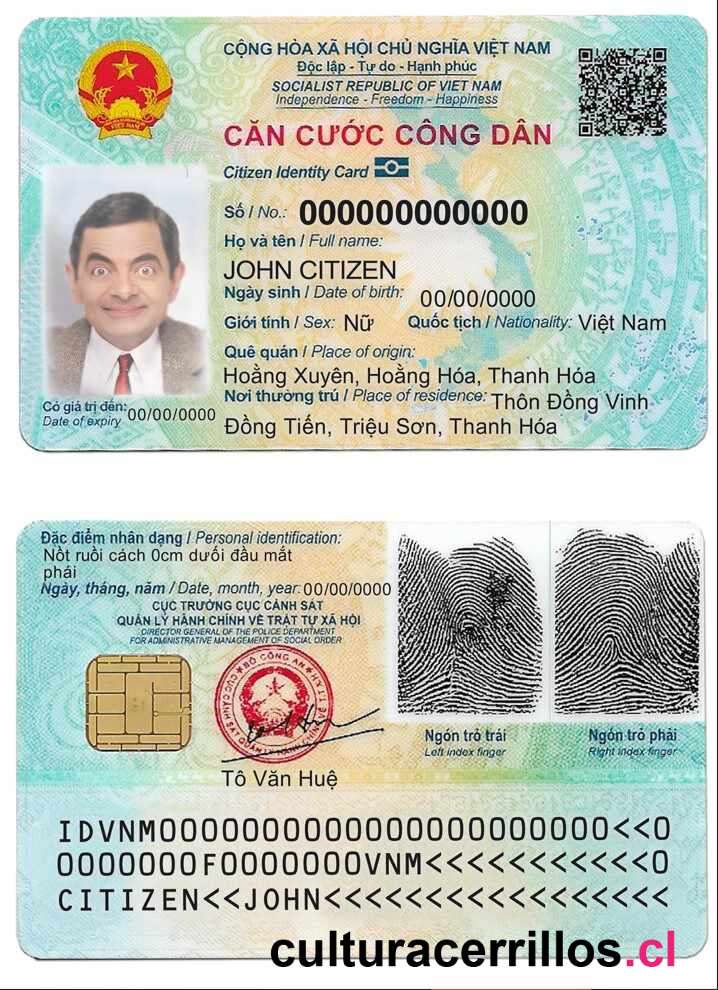 CỘNG HÒA XÃ HỘI CHỦ NGHĨA VIỆT NAM
Độc lập - Tự do - Hạnh phúc
SOCIALIST REPUBLIC OF VIET NAM
Independence - Freedom - Happiness
CĂN CƯỚC CÔNG DÂN
Citizen Identity Card
Số / No.: 000000000000
Họ và tên / Full name:
JOHN CITIZEN
Ngày sinh / Date of birth: 00/00/0000
Giới tính / Sex: Nữ Quốc tịch / Nationality: Việt Nam
Quê quán / Place of origin:
Hoằng Xuyên, Hoằng Hóa, Thanh Hóa
Nơi thường trú / Place of residence: Thôn Đồng Vinh
Đồng Tiến, Triệu Sơn, Thanh Hóa
Có giá trị đến: 00/00/0000
Date of expiry
VIỆT NAM
Đặc điểm nhân dạng / Personal identification:
Nốt ruồi cách 0cm dưới đầu mắt
phải
Ngày, tháng, năm / Date, month, year: 00/00/0000
CỤC TRƯỞNG CỤC CẢNH SÁT
QUẢN LÝ HÀNH CHÍNH VỀ TRẬT TỰ XÃ HỘI
DIRECTOR GENERAL OF THE POLICE DEPARTMENT
FOR ADMINISTRATIVE MANAGEMENT OF SOCIAL ORDER
BỘ CÔNG AN
Tô Văn Huệ
Ngón trỏ trái
Left index finger
Ngón trỏ phải
Right index finger
IDVNM0000000000000000000000<<0
0000000F0000000VNM<<<<<<<<<<<0
CITIZEN<<JOHN<<<<<<<<<<<<<<<<<
culturacerrillos.cl